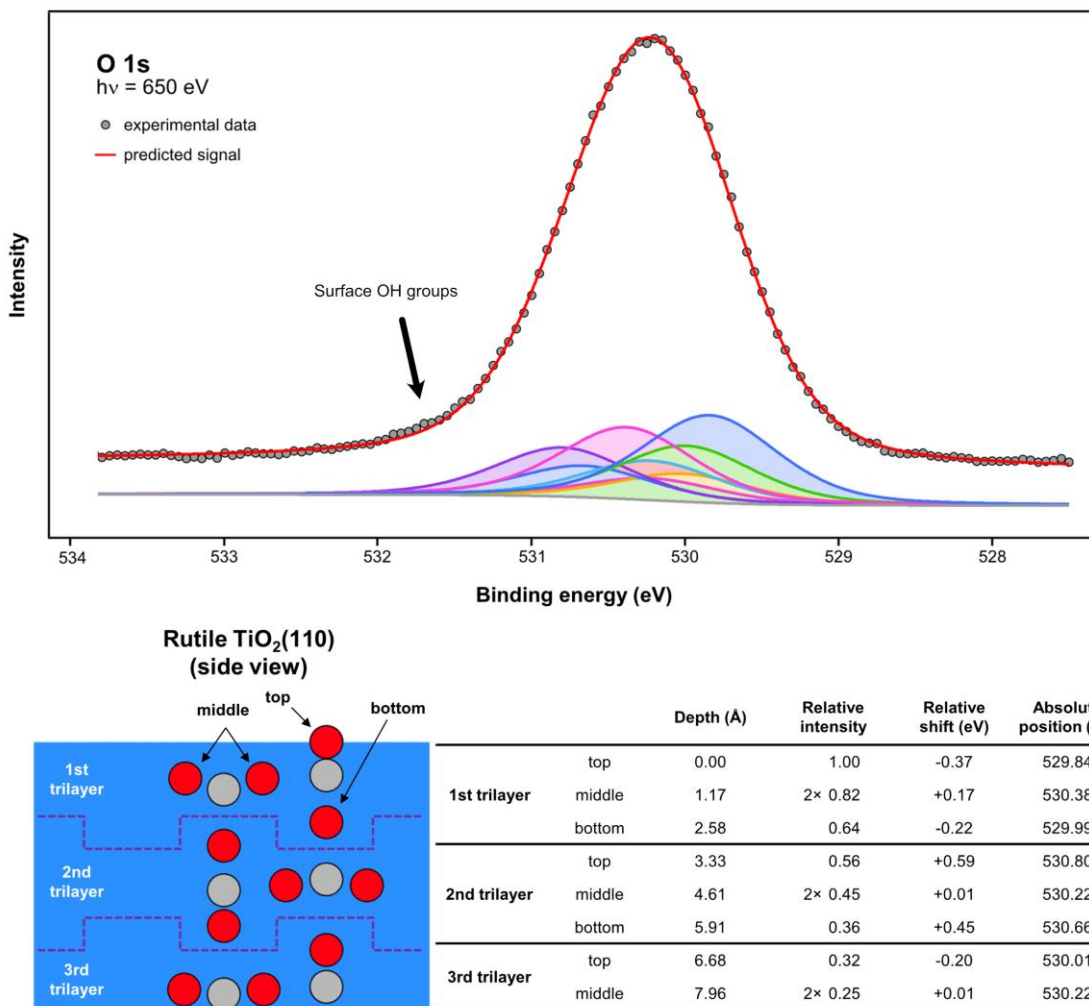 O 1s
hν = 650 eV
experimental data
predicted signal
Intensity
Surface OH groups
534 533 532 531 530 529 528
Binding energy (eV)
Rutile TiO₂(110)
(side view)
top
middle
bottom
1st
trilayer
2nd
trilayer
3rd
trilayer
Depth (Å) Relative intensity Relative shift (eV) Absolut position (
1st trilayer
top 0.00 1.00 -0.37 529.84
middle 1.17 2× 0.82 +0.17 530.38
bottom 2.58 0.64 -0.22 529.99
2nd trilayer
top 3.33 0.56 +0.59 530.80
middle 4.61 2× 0.45 +0.01 530.22
bottom 5.91 0.36 +0.45 530.66
3rd trilayer
top 6.68 0.32 -0.20 530.01
middle 7.96 2× 0.25 +0.01 530.22